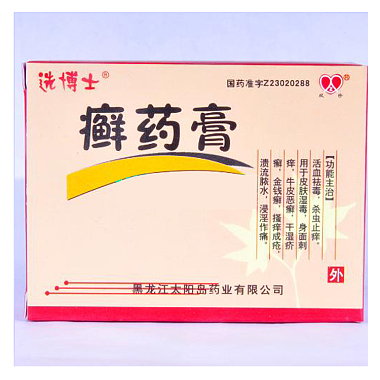 选博士®
国药准字Z23020288
癣药膏
【功能主治】
活血祛毒，杀虫止痒。
用于皮肤湿毒，身面刺
痒，牛皮恶癣，干湿疥
癣，金钱癣，搔痒成疮，
溃流脓水，浸淫作痛。
外
黑龙江太阳岛药业有限公司